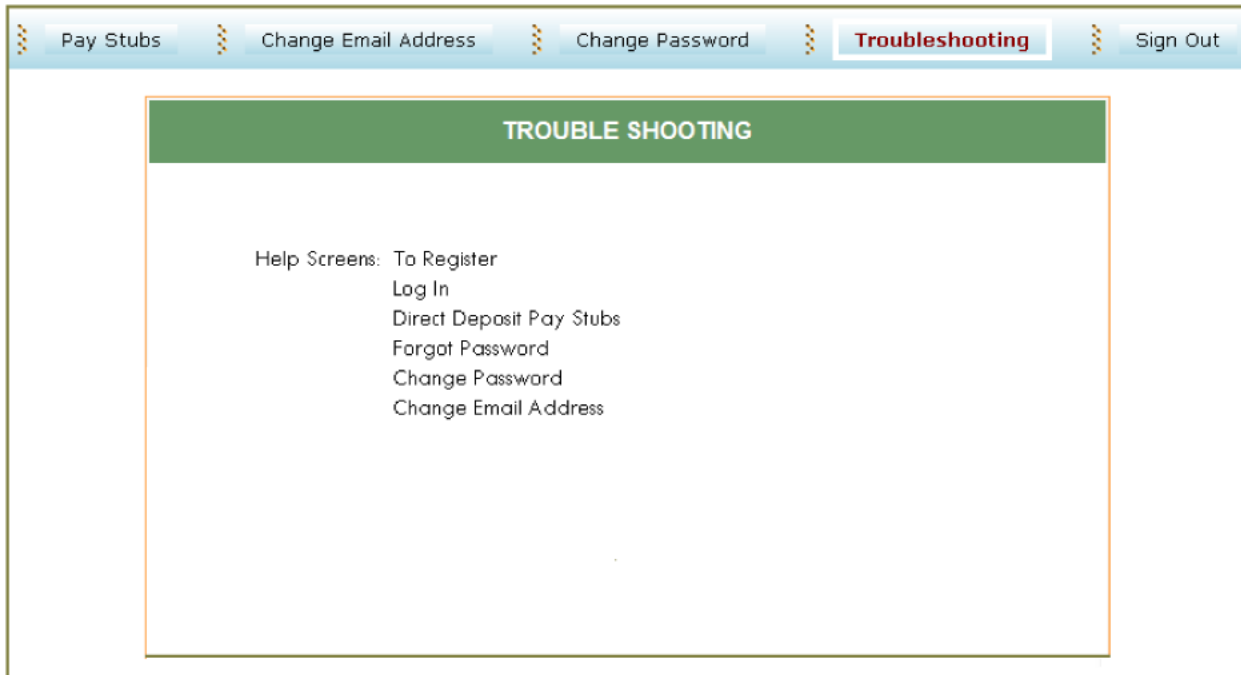 Pay Stubs Change Email Address Change Password Troubleshooting Sign Out
TROUBLE SHOOTING
Help Screens: To Register
Log In
Direct Deposit Pay Stubs
Forgot Password
Change Password
Change Email Address